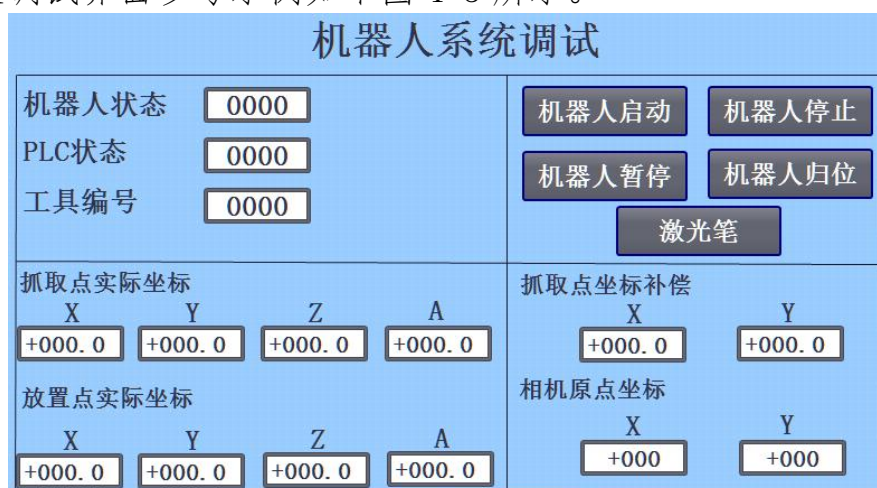 机器人系统调试
机器人状态 0000
PLC状态 0000
工具编号 0000
机器人启动 机器人停止
机器人暂停 机器人归位
激光笔
抓取点实际坐标
X Y Z A
+000.0 +000.0 +000.0 +000.0
放置点实际坐标
X Y Z A
+000.0 +000.0 +000.0 +000.0
抓取点坐标补偿
X Y
+000.0 +000.0
相机原点坐标
X Y
+000 +000